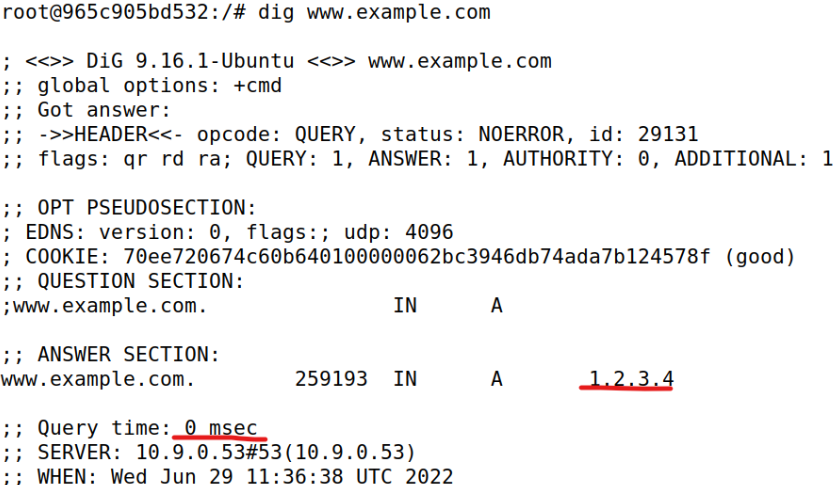 root@965c905bd532:/# dig www.example.com
; <<>> DiG 9.16.1-Ubuntu <<>> www.example.com
;; global options: +cmd
;; Got answer:
;; ->>HEADER<<- opcode: QUERY, status: NOERROR, id: 29131
;; flags: qr rd ra; QUERY: 1, ANSWER: 1, AUTHORITY: 0, ADDITIONAL: 1
;; OPT PSEUDOSECTION:
; EDNS: version: 0, flags:; udp: 4096
; COOKIE: 70ee720674c60b640100000062bc3946db74ada7b124578f (good)
;; QUESTION SECTION:
;www.example.com. IN A
;; ANSWER SECTION:
www.example.com. 259193 IN A 1.2.3.4
;; Query time: 0 msec
;; SERVER: 10.9.0.53#53(10.9.0.53)
;; WHEN: Wed Jun 29 11:36:38 UTC 2022